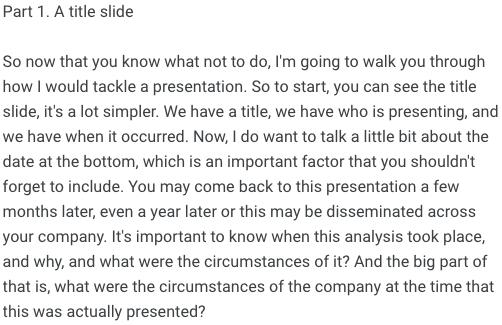 Part 1. A title slide
So now that you know what not to do, I'm going to walk you through
how I would tackle a presentation. So to start, you can see the title
slide, it's a lot simpler. We have a title, we have who is presenting, and
we have when it occurred. Now, I do want to talk a little bit about the
date at the bottom, which is an important factor that you shouldn't
forget to include. You may come back to this presentation a few
months later, even a year later or this may be disseminated across
your company. It's important to know when this analysis took place,
and why, and what were the circumstances of it? And the big part of
that is, what were the circumstances of the company at the time that
this was actually presented?